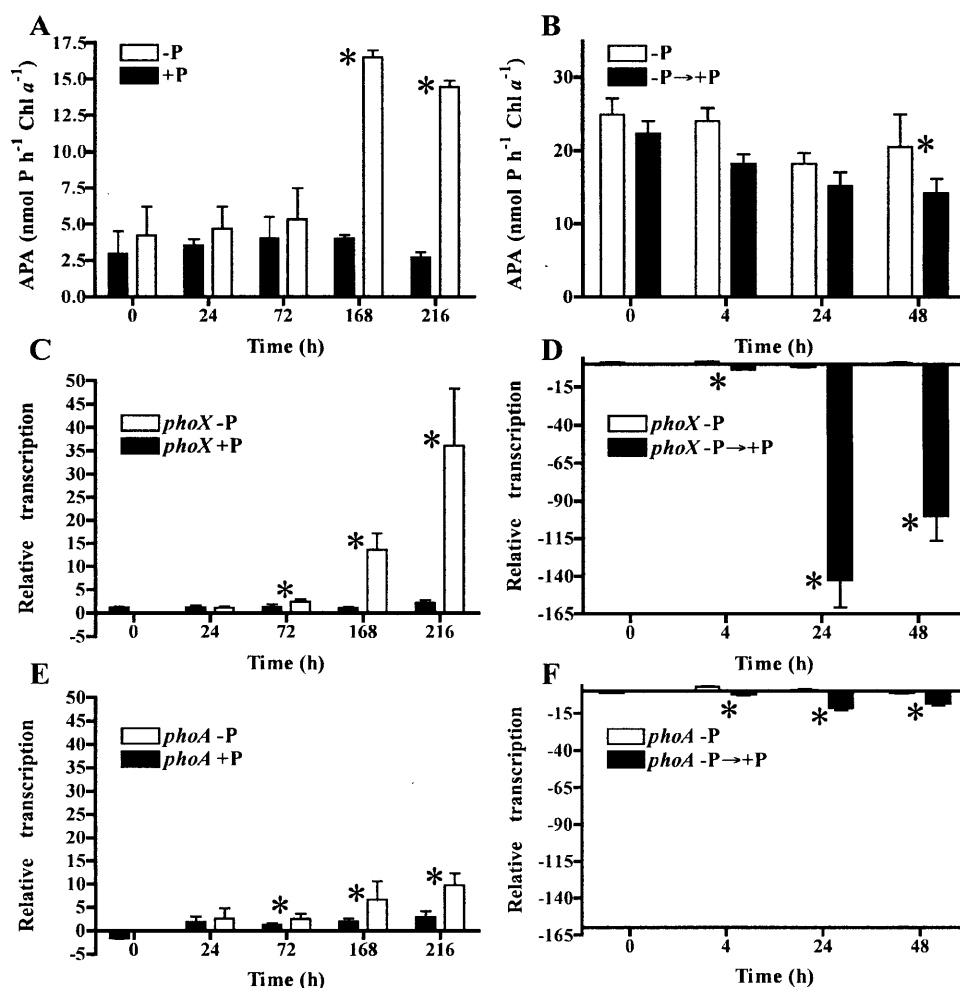 A
APA (nmol P h⁻¹ Chl a⁻¹)
17.5
15.0
12.5
10.0
7.5
5.0
2.5
0.0
-P
+P
*
*
0 24 72 168 216
Time (h)
B
APA (nmol P h⁻¹ Chl a⁻¹)
30
20
10
0
-P
-P→+P
*
0 4 24 48
Time (h)
C
Relative transcription
50
45
40
35
30
25
20
15
10
5
0
-5
phoX -P
phoX +P
*
*
*
0 24 72 168 216
Time (h)
D
Relative transcription
-15
-40
-65
-90
-115
-140
-165
phoX -P
phoX -P→+P
*
*
*
0 4 24 48
Time (h)
E
Relative transcription
50
45
40
35
30
25
20
15
10
5
0
-5
phoA -P
phoA +P
*
*
*
0 24 72 168 216
Time (h)
F
Relative transcription
-15
-40
-65
-90
-115
-140
-165
phoA -P
phoA -P→+P
*
*
*
0 4 24 48
Time (h)